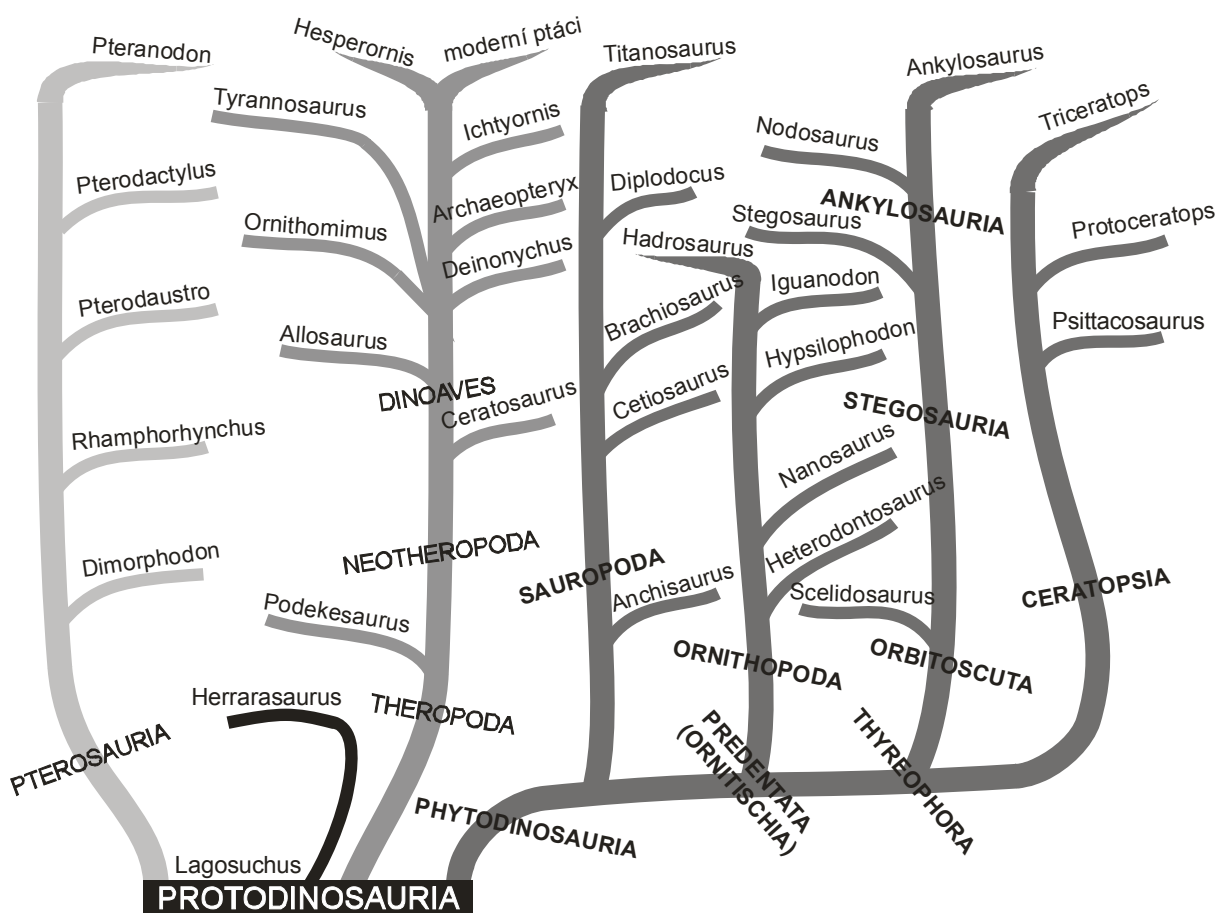 Pteranodon
Hesperornis
moderní ptáci
Titanosaurus
Ankylosaurus
Triceratops
Tyrannosaurus
Ichtyornis
Nodosaurus
Pterodactylus
Archaeopteryx
Diplodocus
ANKYLOSAURIA
Stegosaurus
Protoceratops
Ornithomimus
Deinonychus
Hadrosaurus
Iguanodon
Pterodaustro
Brachiosaurus
Psittacosaurus
Allosaurus
Hypsilophodon
DINOAVES
Ceratosaurus
Cetiosaurus
STEGOSAURIA
Rhamphorhynchus
Nanosaurus
Heterodontosaurus
NEOTHEROPODA
SAUROPODA
Dimorphodon
Anchisaurus
Scelidosaurus
CERATOPSIA
Podekesaurus
ORNITHOPODA
ORBITOSCUTA
Herrarasaurus
THEROPODA
PTEROSAURIA
PREDENTATA
(ORNITISCHIA)
THYREOPHORA
PHYTODINOSAURIA
Lagosuchus
PROTODINOSAURIA